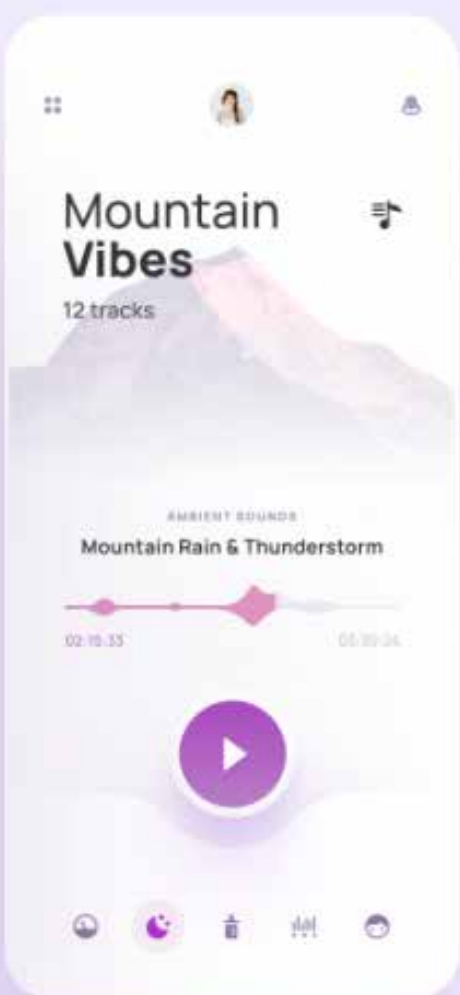 Mountain
Vibes
12 tracks
AMBIENT SOUNDS
Mountain Rain & Thunderstorm